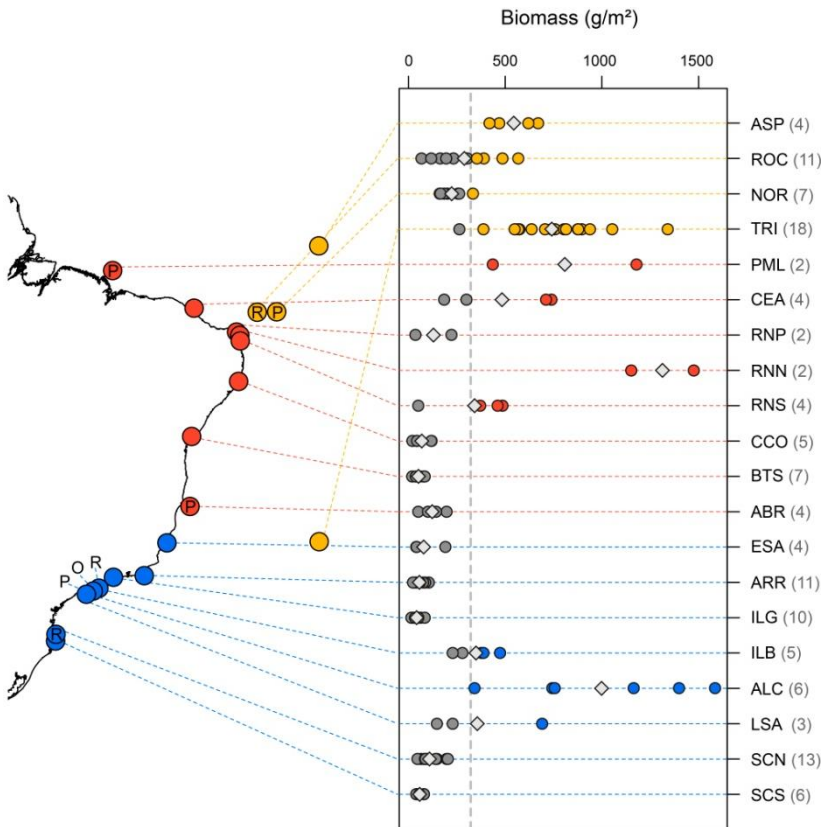 Biomass (g/m²)
0 500 1000 1500
ASP (4)
ROC (11)
NOR (7)
TRI (18)
P
PML (2)
CEA (4)
R P
RNP (2)
RNN (2)
RNS (4)
CCO (5)
BTS (7)
P
ABR (4)
ESA (4)
P O R
ARR (11)
ILG (10)
R
ILB (5)
ALC (6)
LSA (3)
SCN (13)
SCS (6)